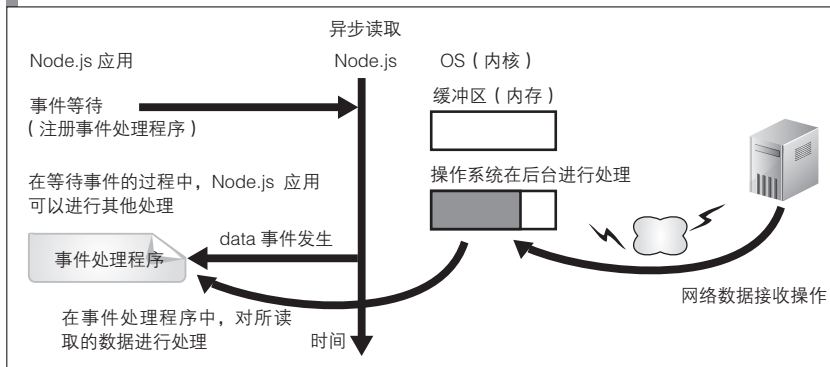 异步读取
Node.js 应用
Node.js
OS（内核）
缓冲区（内存）
事件等待
（注册事件处理程序）
操作系统在后台进行处理
在等待事件的过程中，Node.js 应用
可以进行其他处理
data 事件发生
事件处理程序
网络数据接收操作
在事件处理程序中，对所读
取的数据进行处理
时间